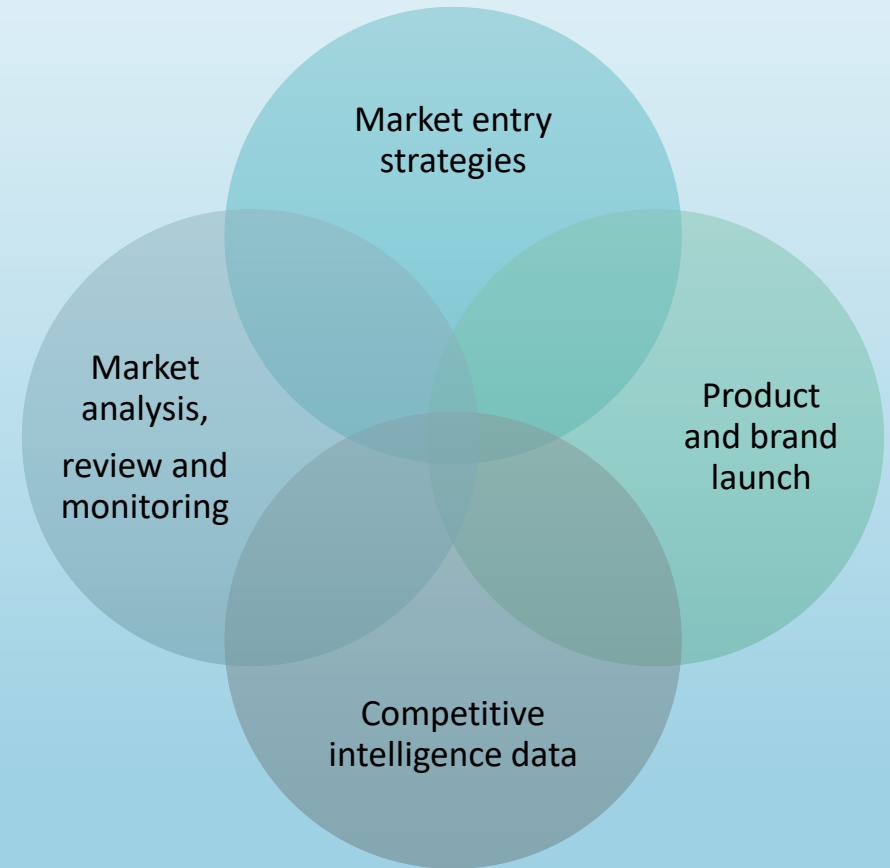 Market entry
strategies
Market
analysis,
review and
monitoring
Product
and brand
launch
Competitive
intelligence data